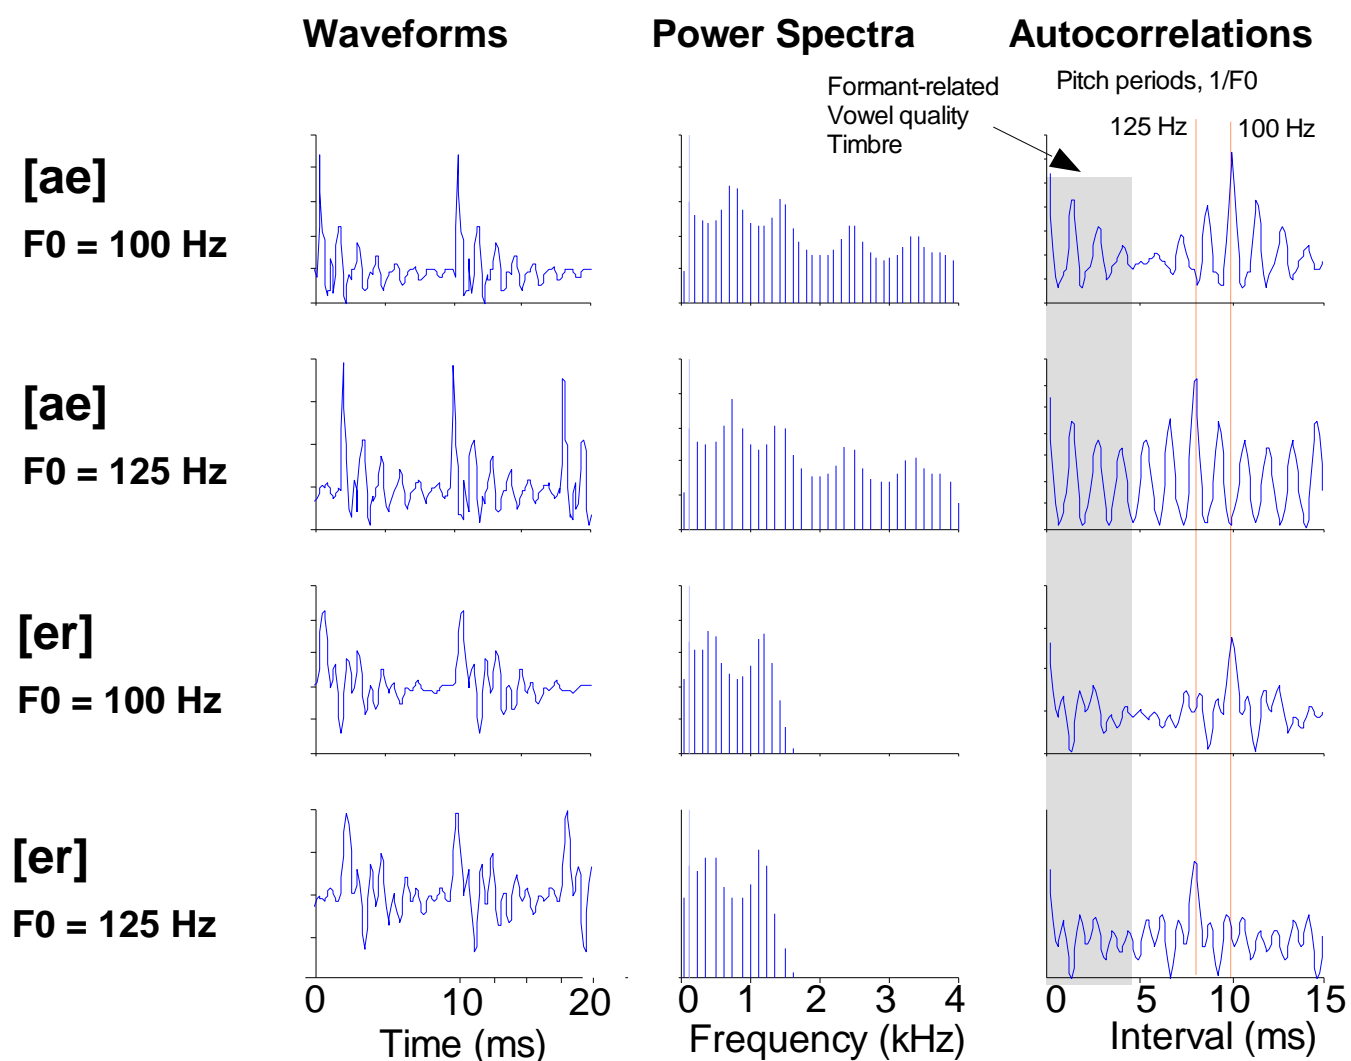 Waveforms
Power Spectra
Autocorrelations
Formant-related
Vowel quality
Timbre
Pitch periods, 1/F0
125 Hz
100 Hz
[ae]
F0 = 100 Hz
[ae]
F0 = 125 Hz
[er]
F0 = 100 Hz
[er]
F0 = 125 Hz
0 10 20
Time (ms)
0 1 2 3 4
Frequency (kHz)
0 5 10 15
Interval (ms)